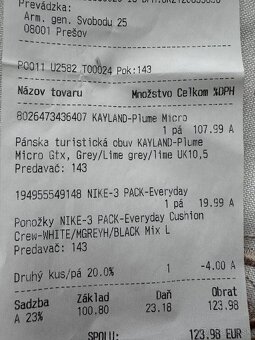 Prevádzka:
Arm. gen. Svobodu 25
08001 Prešov
P0011 U2582 T00024 Pok:143
Názov tovaru Množstvo Celkom %DPH
8026473436407 KAYLAND-Plume Micro
1 pá 107.99 A
Pánska turistická obuv KAYLAND-Plume
Micro Gtx, Grey/Lime grey/lime UK10,5
Predavač: 143
194955549148 NIKE-3 PACK-Everyday
1 pá 19.99 A
Ponožky NIKE-3 PACK-Everyday Cushion
Crew-WHITE/MGREYH/BLACK Mix L
Predavač: 143
Druhý kus/pá 20.0% 1 -4.00 A
Sadzba Základ Daň Obrat
A 23% 100.80 23.18 123.98
SPOLU: 123.98 EUR